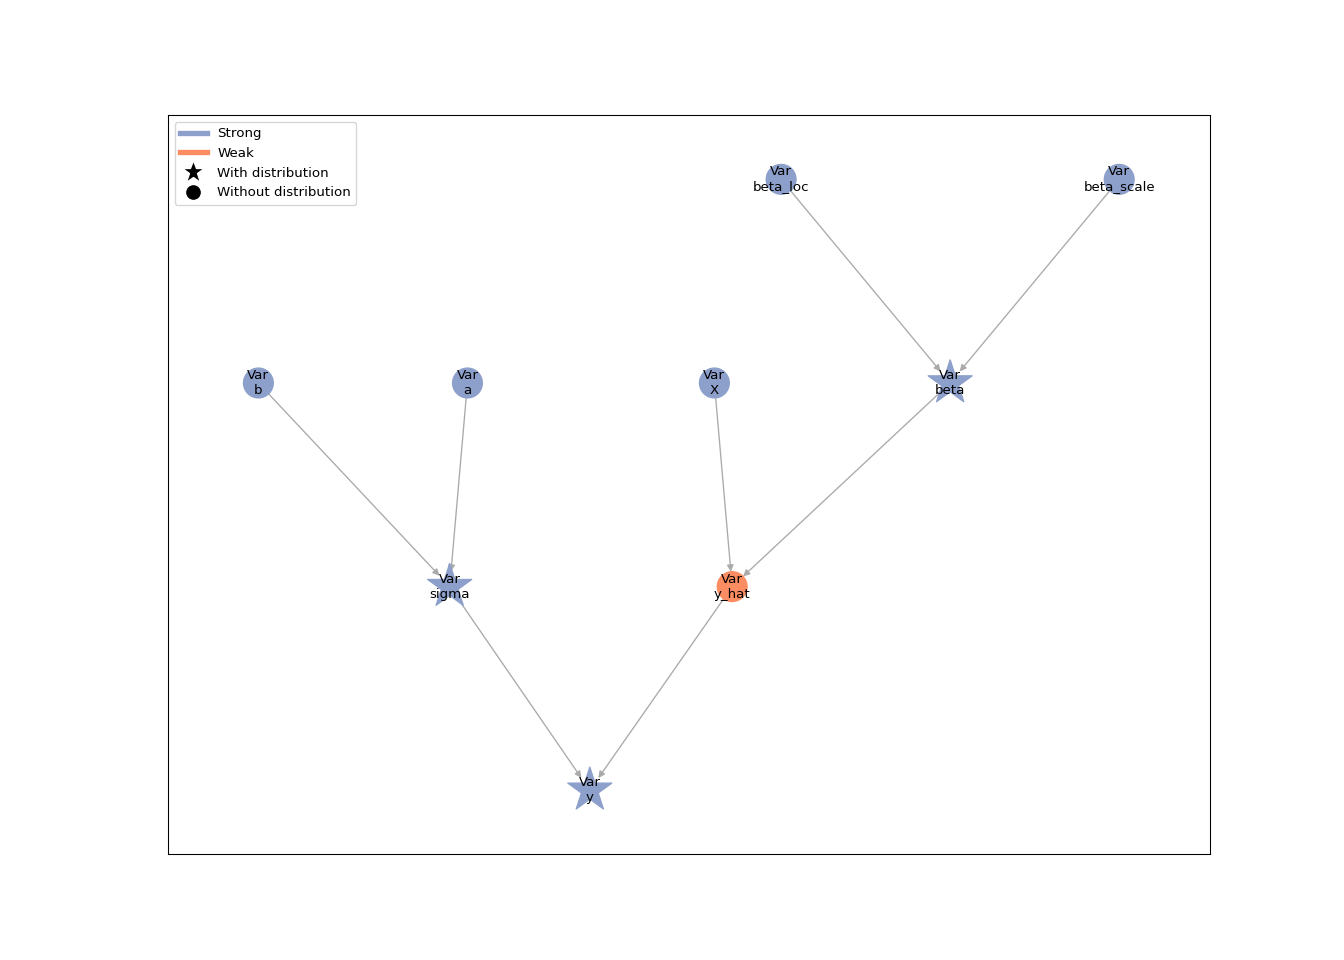 Strong
Weak
With distribution
Without distribution
Var
beta_loc
Var
beta_scale
Var
b
Var
a
Var
X
Var
beta
Var
sigma
Var
y_hat
Var
y